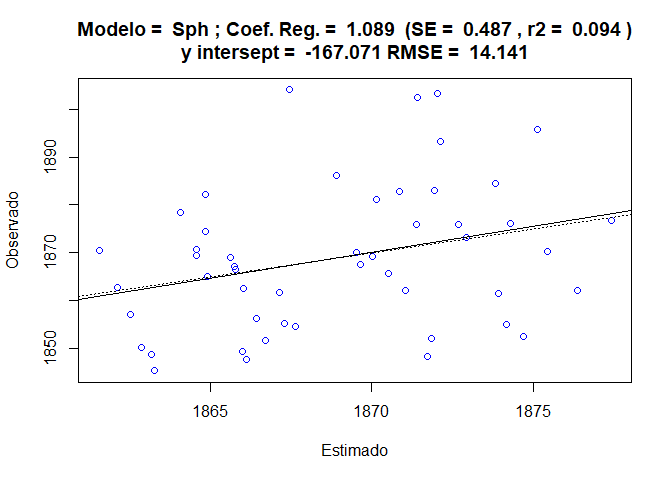 Modelo = Sph ; Coef. Reg. = 1.089 (SE = 0.487 , r2 = 0.094 )
y intersept = -167.071 RMSE = 14.141
1890
1870
1850
Observado
1865 1870 1875
Estimado